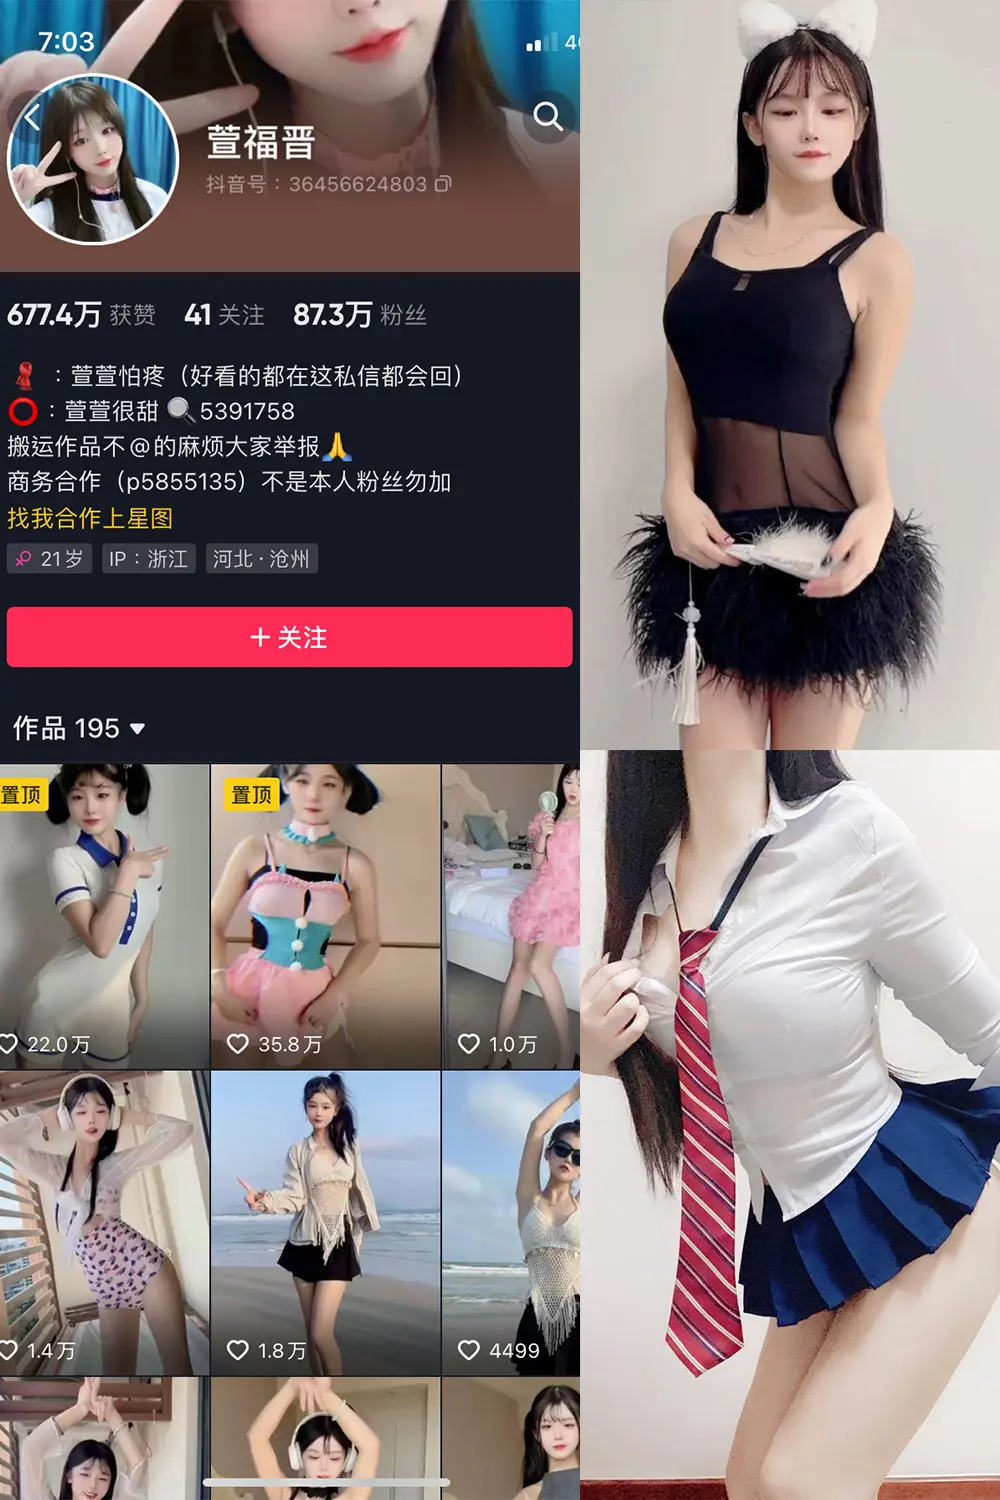 7:03
萱福晋
抖音号：36456624803
677.4万 获赞 41 关注 87.3万 粉丝
：萱萱怕疼（好看的都在这私信都会回）
：萱萱很甜 5391758
搬运作品不@的麻烦大家举报
商务合作（p5855135）不是本人粉丝勿加
找我合作上星图
21岁 IP：浙江 河北·沧州
+ 关注
作品 195
置顶 置顶
22.0万 35.8万 1.0万
1.4万 1.8万 4499